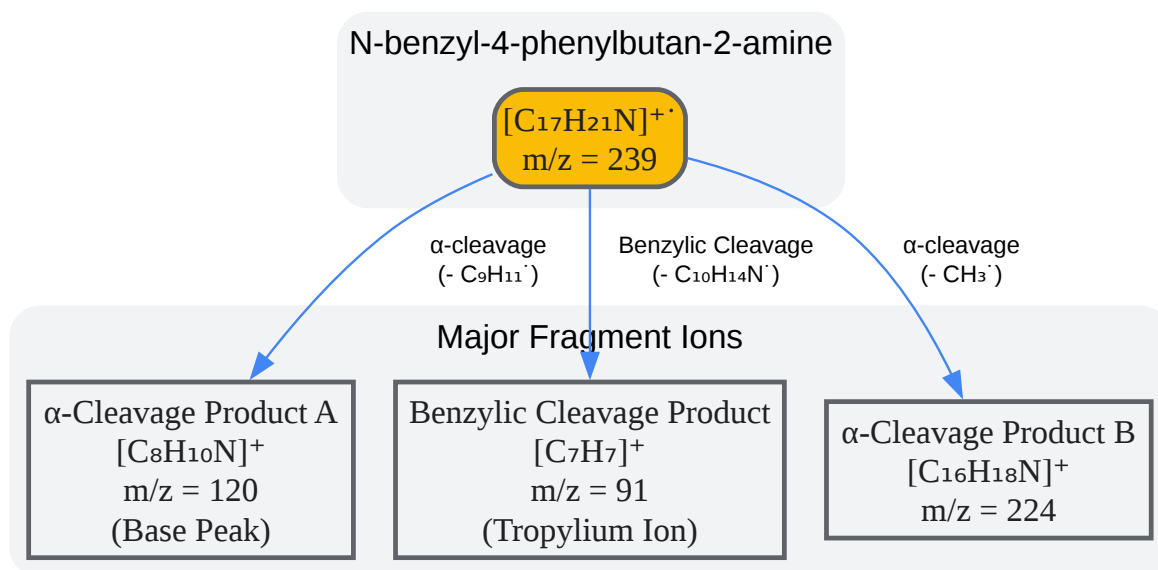 N-benzyl-4-phenylbutan-2-amine
[C₁₇H₂₁N]⁺˙
m/z = 239
α-cleavage
(- C₉H₁₁˙)
Benzylic Cleavage
(- C₁₀H₁₄N˙)
α-cleavage
(- CH₃˙)
Major Fragment Ions
α-Cleavage Product A
[C₈H₁₀N]⁺
m/z = 120
(Base Peak)
Benzylic Cleavage Product
[C₇H₇]⁺
m/z = 91
(Tropylium Ion)
α-Cleavage Product B
[C₁₆H₁₈N]⁺
m/z = 224